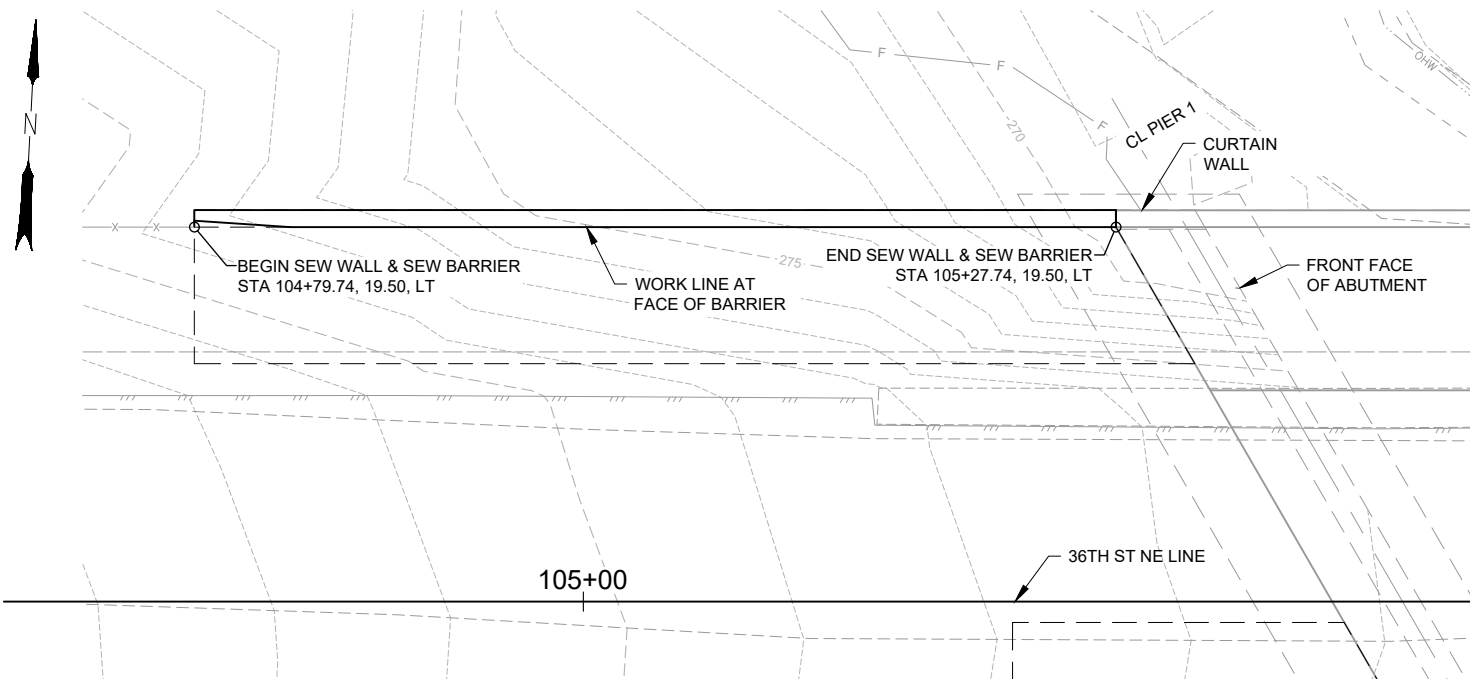 N
F
F
F
X
X
270
OHW
CL PIER 1
CURTAIN
WALL
BEGIN SEW WALL & SEW BARRIER
STA 104+79.74, 19.50, LT
275
WORK LINE AT
FACE OF BARRIER
END SEW WALL & SEW BARRIER
STA 105+27.74, 19.50, LT
FRONT FACE
OF ABUTMENT
105+00
36TH ST NE LINE